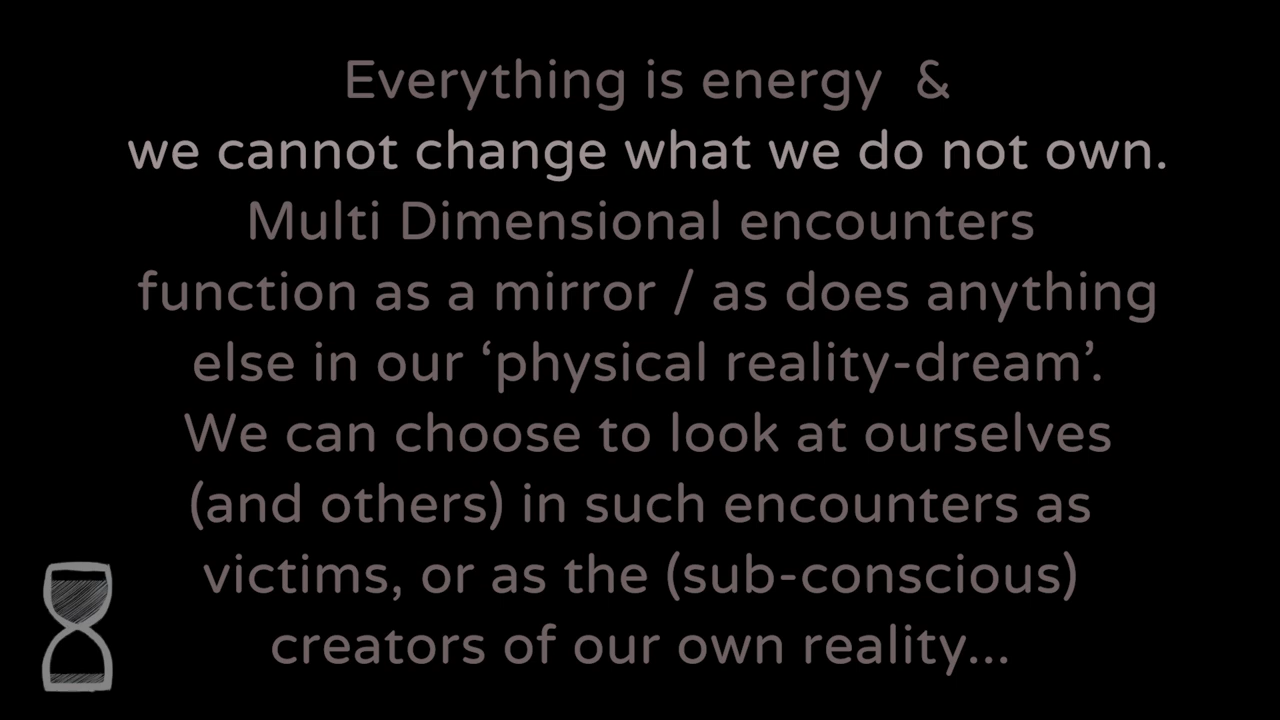 Everything is energy  &
we cannot change what we do not own.
Multi Dimensional encounters
function as a mirror / as does anything
else in our ‘physical reality-dream’.
We can choose to look at ourselves
(and others) in such encounters as
victims, or as the (sub-conscious)
creators of our own reality...